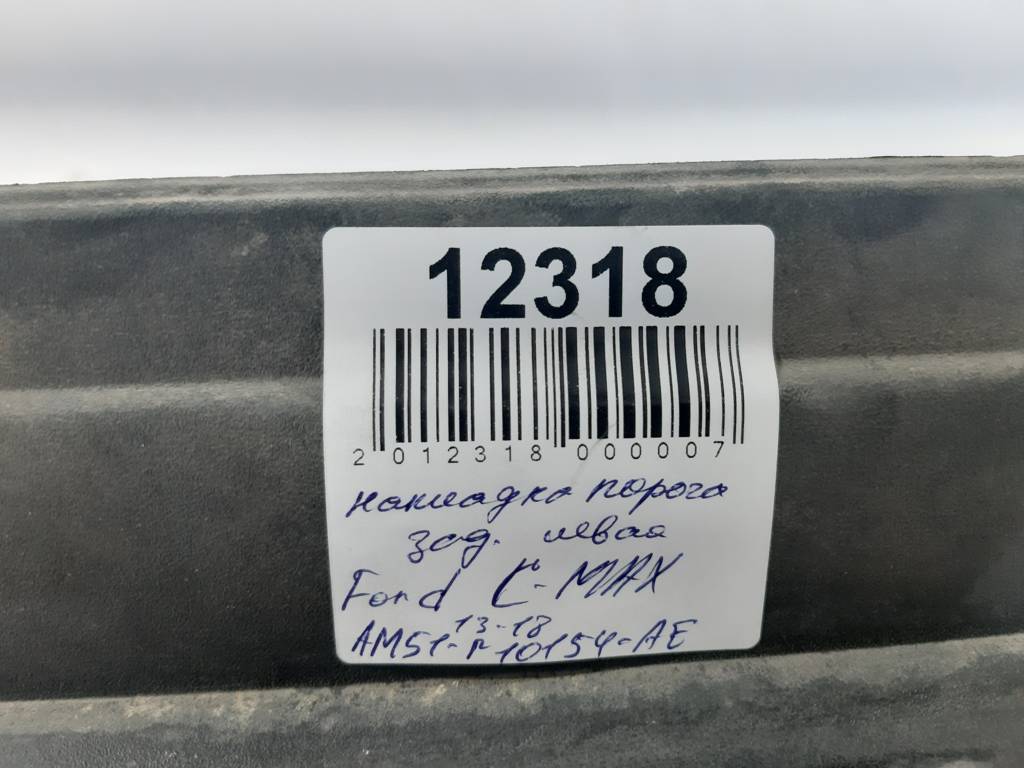 12318
2 012318 000007
накладка порога
зад. левая
Ford C-MAX
13-18
AM51-R10154-AE